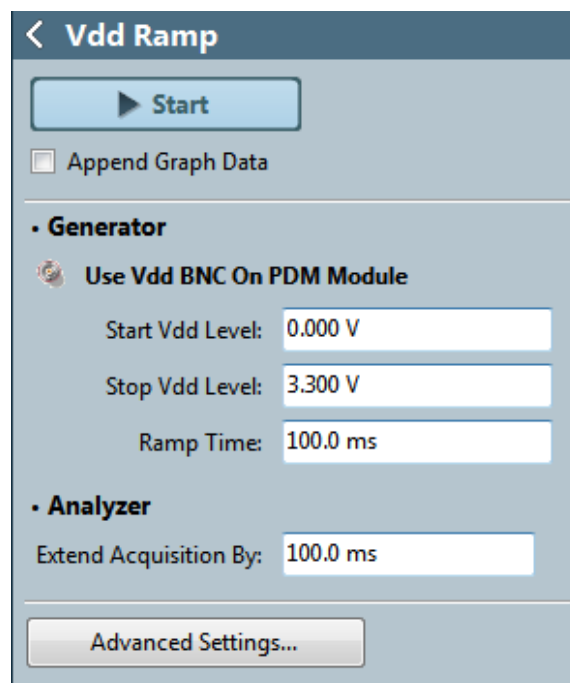 Vdd Ramp
Start
Append Graph Data
• Generator
Use Vdd BNC On PDM Module
Start Vdd Level: 0.000 V
Stop Vdd Level: 3.300 V
Ramp Time: 100.0 ms
• Analyzer
Extend Acquisition By: 100.0 ms
Advanced Settings...